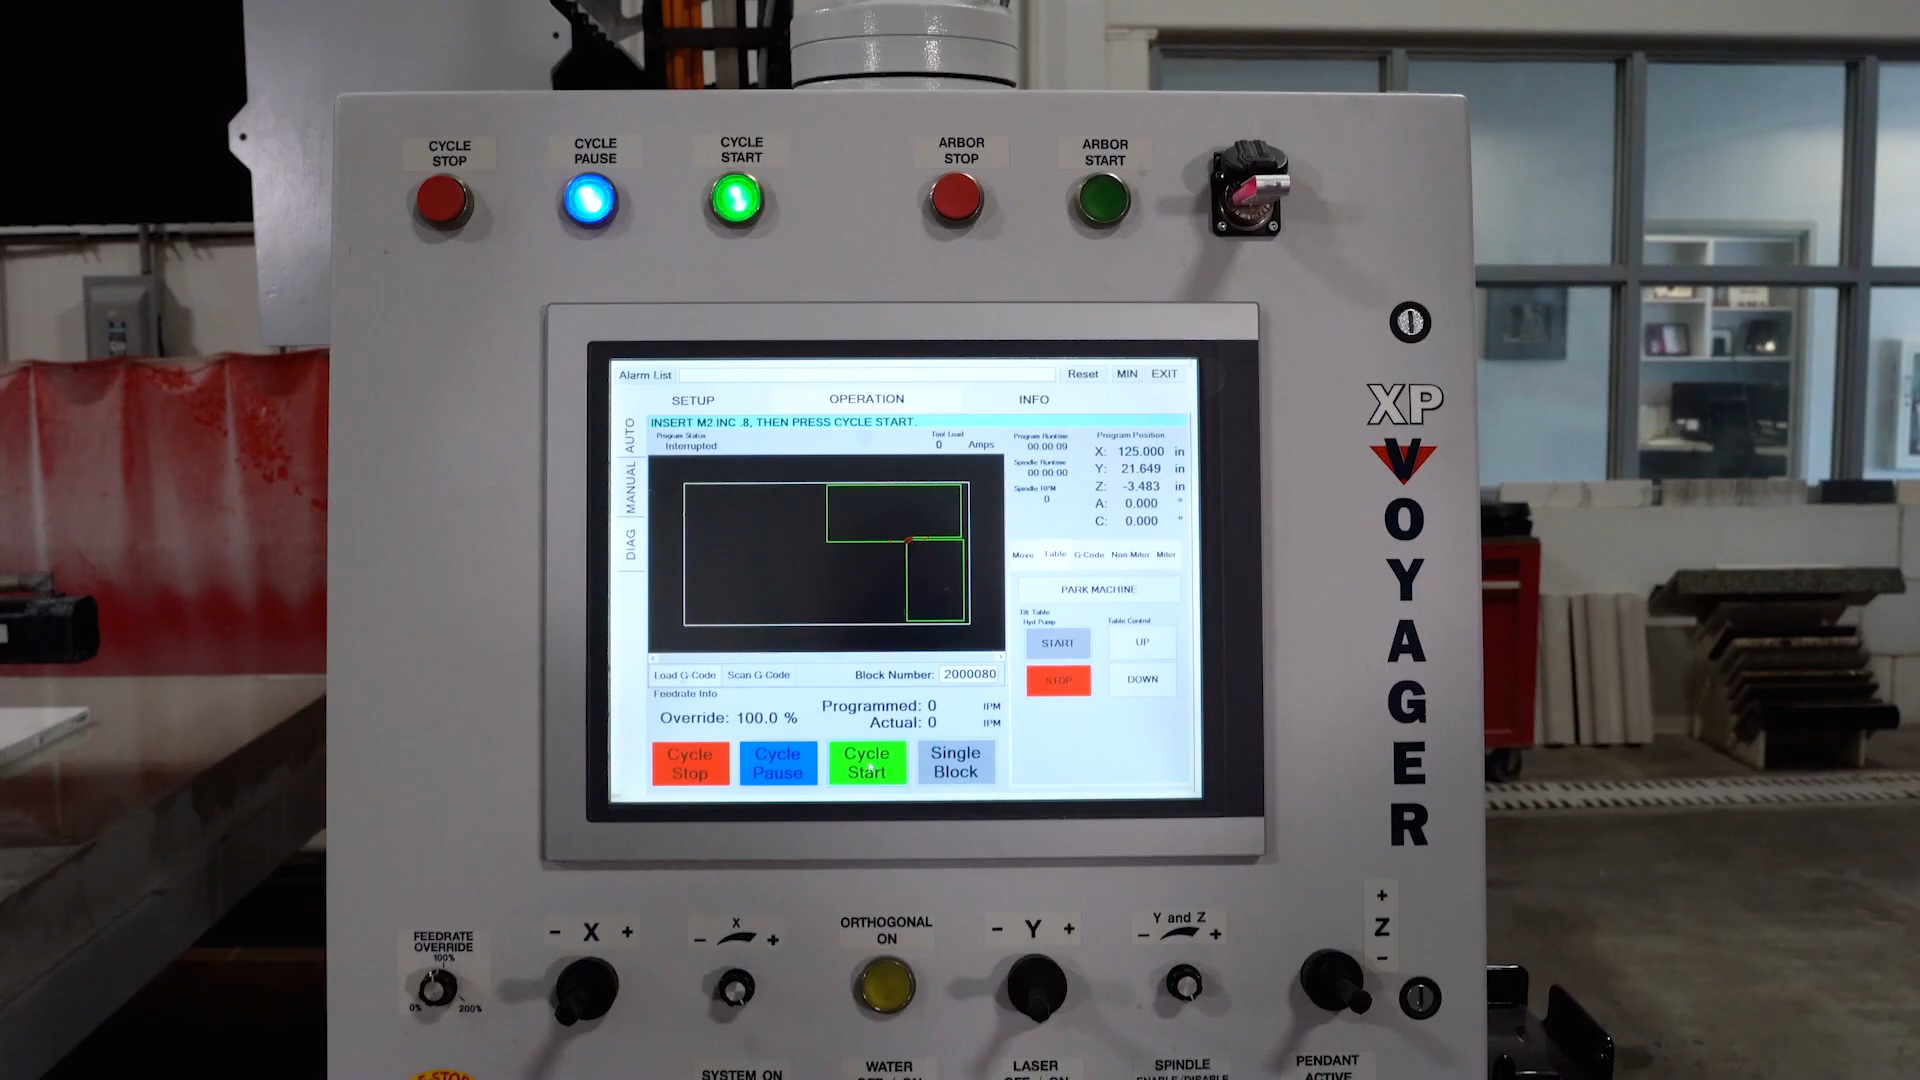 CYCLE
STOP
CYCLE
PAUSE
CYCLE
START
ARBOR
STOP
ARBOR
START
Alarm List
Reset
MIN
EXIT
SETUP
OPERATION
INFO
AUTO
MANUAL
DIAG
INSERT M2 INC .8, THEN PRESS CYCLE START.
Program Status
Interrupted
Tool Load
0 Amps
Program Runtime
00:00:09
Spindle Runtime
00:00:00
Spindle RPM
0
Program Position
X: 125.000 in
Y: 21.649 in
Z: -3.483 in
A: 0.000 °
C: 0.000 °
Move Table G-Code Non Miter Miter
PARK MACHINE
Tilt Table
Hyd Pump
Table Control
START
UP
STOP
DOWN
Load G-Code
Scan G-Code
Block Number: 2000080
Feedrate Info
Override: 100.0 %
Programmed: 0 IPM
Actual: 0 IPM
Cycle
Stop
Cycle
Pause
Cycle
Start
Single
Block
XP
VOYAGER
FEEDRATE
OVERRIDE
100%
0%
200%
- X +
X
- +
ORTHOGONAL
ON
- Y +
Y and Z
- +
+
Z
-
E-STOP
SYSTEM ON
WATER
OFF / ON
LASER
OFF / ON
SPINDLE
ENABLE/DISABLE
PENDANT
ACTIVE